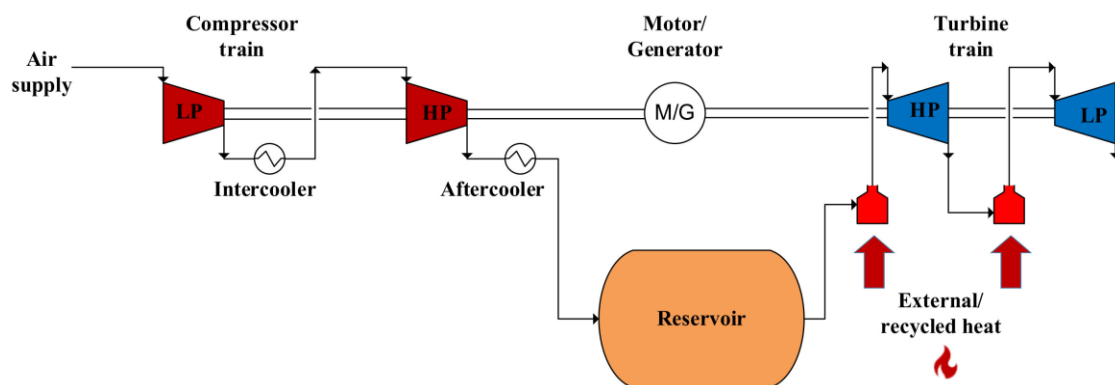 Compressor
train
Motor/
Generator
Turbine
train
Air
supply
LP
HP
M/G
HP
LP
Intercooler
Aftercooler
Reservoir
External/
recycled heat